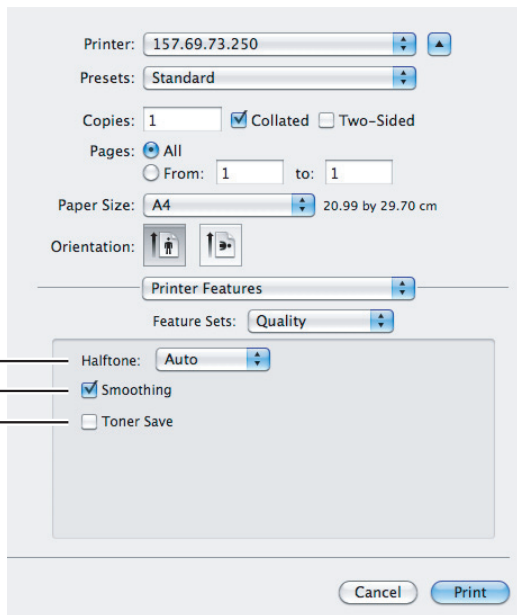 Printer: 157.69.73.250
Presets: Standard
Copies: 1 Collated Two-Sided
Pages: All
From: 1 to: 1
Paper Size: A4 20.99 by 29.70 cm
Orientation:
Printer Features
Feature Sets: Quality
Halftone: Auto
Smoothing
Toner Save
Cancel Print